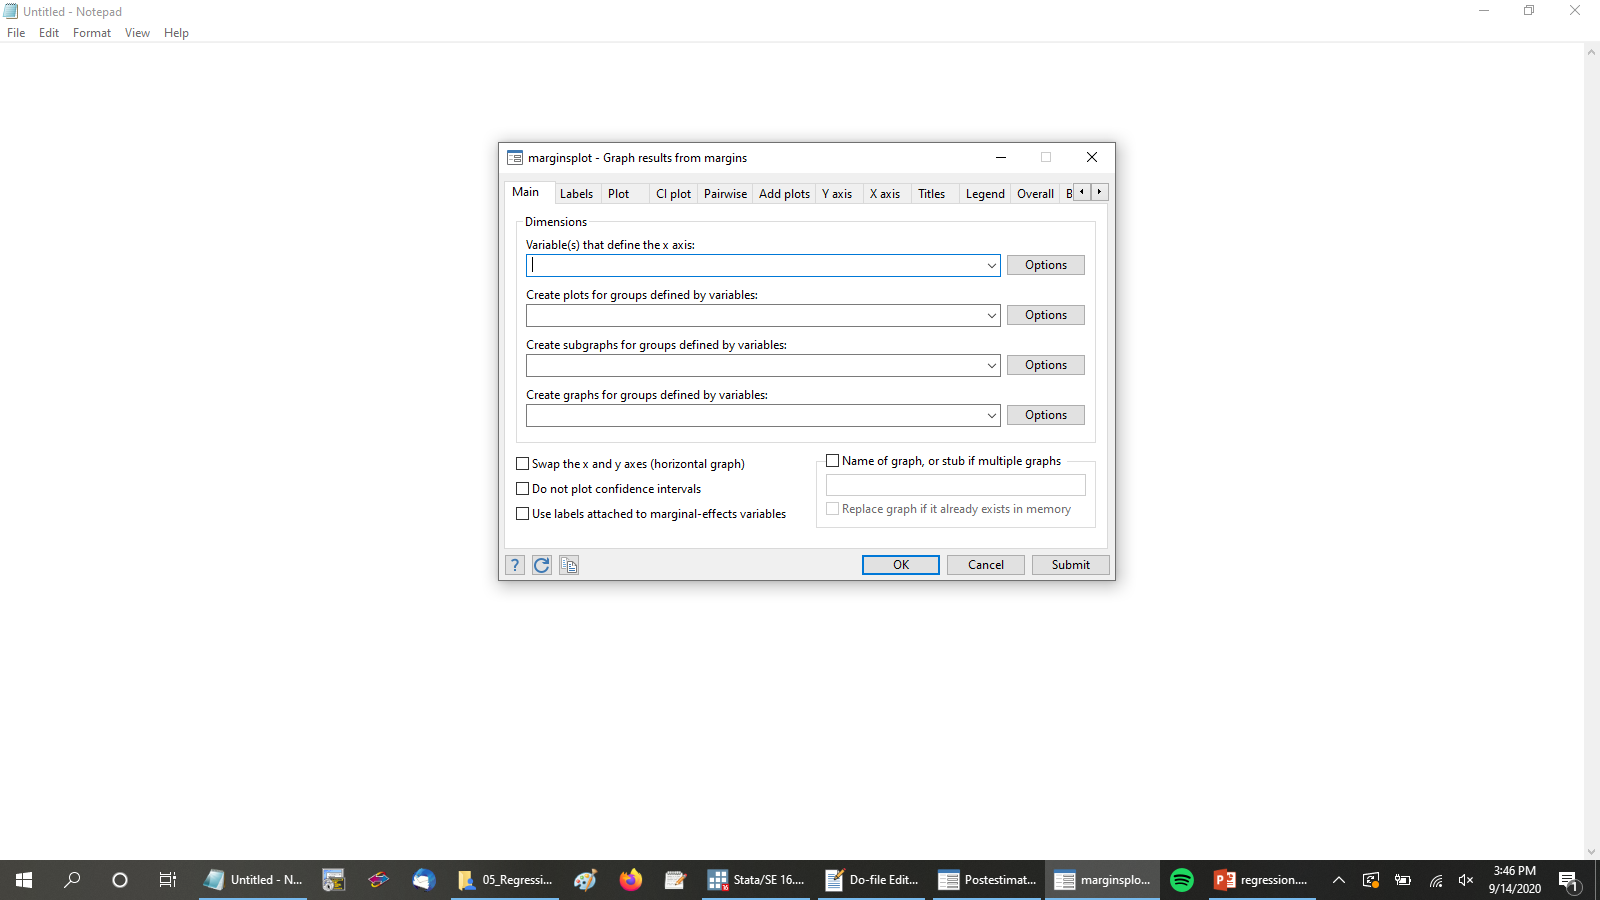 Untitled - Notepad
File Edit Format View Help
marginsplot - Graph results from margins
Main Labels Plot CI plot Pairwise Add plots Y axis X axis Titles Legend Overall B
Dimensions
Variable(s) that define the x axis:
Options
Create plots for groups defined by variables:
Options
Create subgraphs for groups defined by variables:
Options
Create graphs for groups defined by variables:
Options
Swap the x and y axes (horizontal graph)
Do not plot confidence intervals
Use labels attached to marginal-effects variables
Name of graph, or stub if multiple graphs
Replace graph if it already exists in memory
? OK Cancel Submit
Untitled - N... 05_Regressi... Stata/SE 16.... Do-file Edit... Postestimat... marginsplo... regression....
3:46 PM
9/14/2020
1